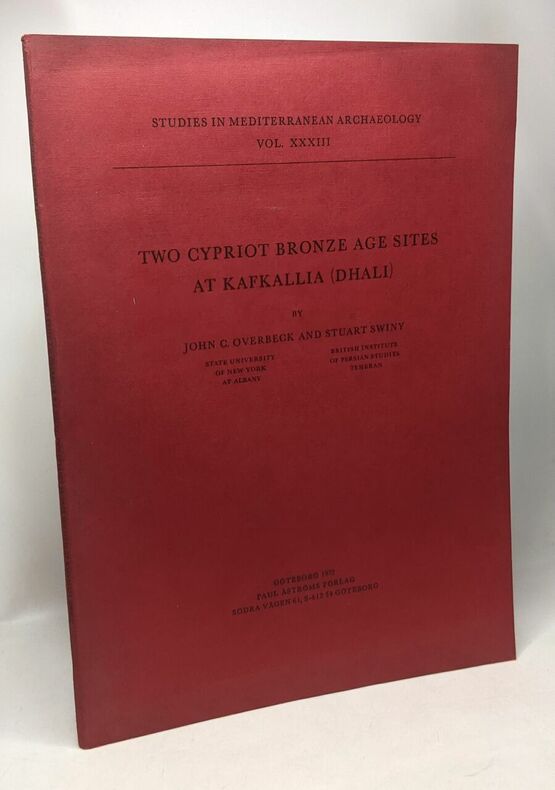 STUDIES IN MEDITERRANEAN ARCHAEOLOGY
VOL. XXXIII
TWO CYPRIOT BRONZE AGE SITES
AT KAFKALLIA (DHALI)
BY
JOHN C. OVERBECK AND STUART SWINY
STATE UNIVERSITY
OF NEW YORK
AT ALBANY
BRITISH INSTITUTE
OF PERSIAN STUDIES
TEHERAN
GÖTEBORG 1972
PAUL ÅSTRÖMS FÖRLAG
SÖDRA VÄGEN 61, S-412 54 GÖTEBORG